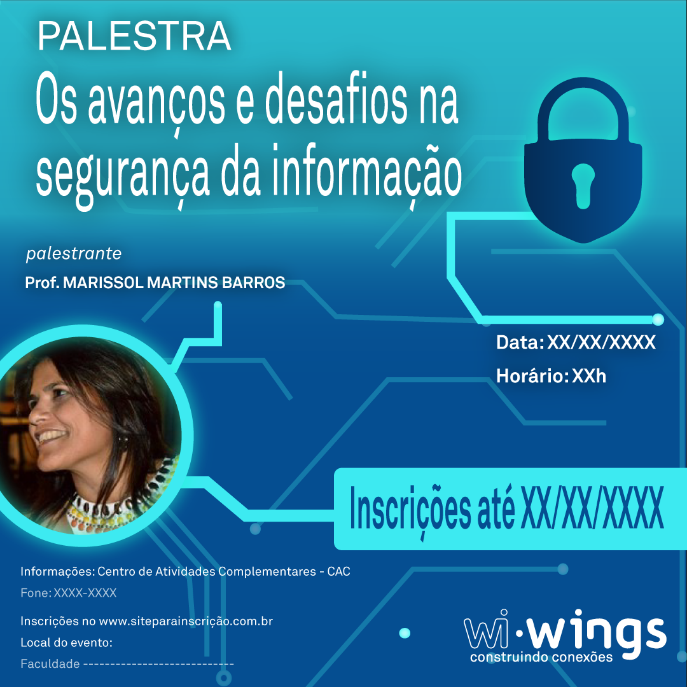 PALESTRA
Os avanços e desafios na
segurança da informação
palestrante
Prof. MARISSOL MARTINS BARROS
Data: XX/XX/XXXX
Horário: XXh
Inscrições até XX/XX/XXXX
Informações: Centro de Atividades Complementares - CAC
Fone: XXXX-XXXX
Inscrições no www.siteparainscrição.com.br
Local do evento:
Faculdade ----------------------------
wi·wings
construindo conexões